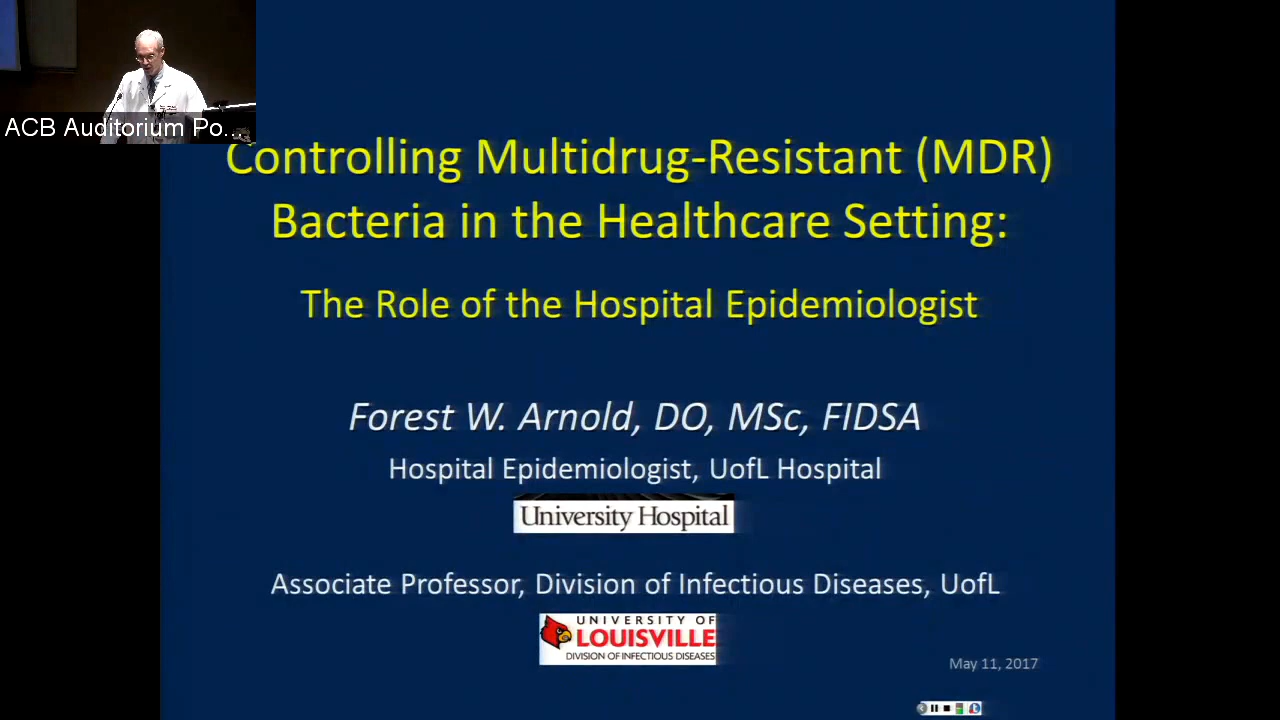 ACB Auditorium Po...
Controlling Multidrug-Resistant (MDR)
Bacteria in the Healthcare Setting:
The Role of the Hospital Epidemiologist
Forest W. Arnold, DO, MSc, FIDSA
Hospital Epidemiologist, UofL Hospital
University Hospital
Associate Professor, Division of Infectious Diseases, UofL
UNIVERSITY OF
LOUISVILLE
DIVISION OF INFECTIOUS DISEASES
May 11, 2017